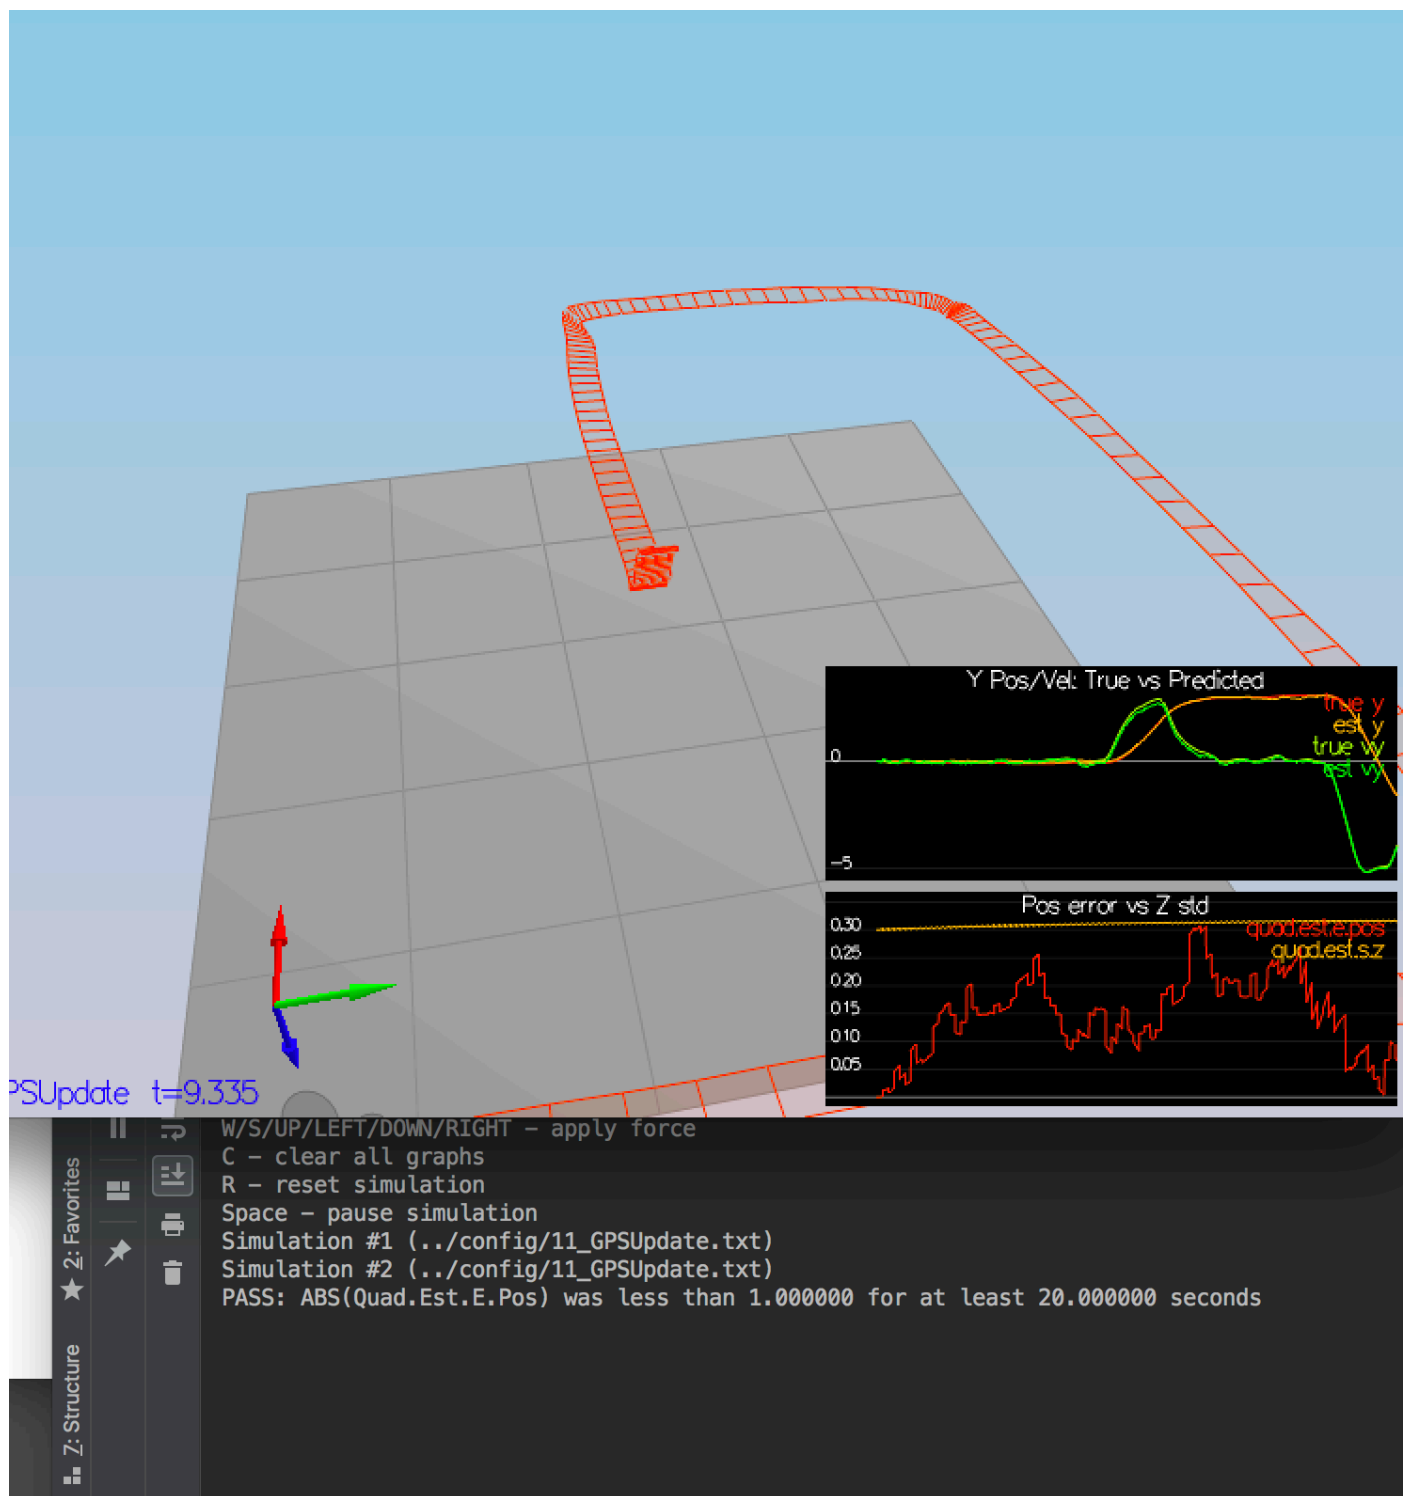 Y Pos/Vel: True vs Predicted
true y
est y
true vy
est vy
0
-5
Pos error vs Z std
quad.est.e.pos
quad.est.s.z
0.30
0.25
0.20
0.15
0.10
0.05
PSUpdate t=9.335
W/S/UP/LEFT/DOWN/RIGHT – apply force
C – clear all graphs
R – reset simulation
Space – pause simulation
Simulation #1 (../config/11_GPSUpdate.txt)
Simulation #2 (../config/11_GPSUpdate.txt)
PASS: ABS(Quad.Est.E.Pos) was less than 1.000000 for at least 20.000000 seconds
2: Favorites
7: Structure